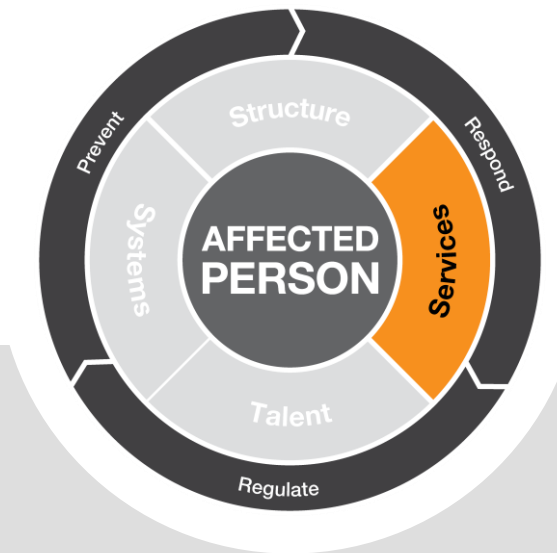 Prevent
Respond
Structure
Systems
AFFECTED
PERSON
Services
Talent
Regulate